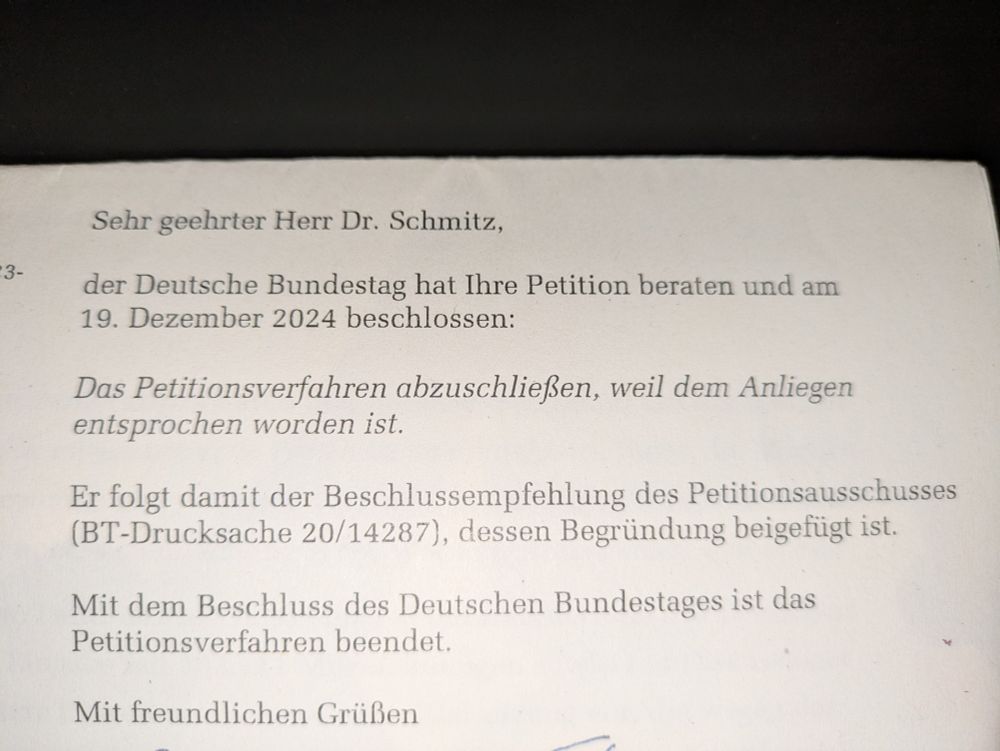 Sehr geehrter Herr Dr. Schmitz,
3-
der Deutsche Bundestag hat Ihre Petition beraten und am
19. Dezember 2024 beschlossen:
Das Petitionsverfahren abzuschließen, weil dem Anliegen
entsprochen worden ist.
Er folgt damit der Beschlussempfehlung des Petitionsausschusses
(BT-Drucksache 20/14287), dessen Begründung beigefügt ist.
Mit dem Beschluss des Deutschen Bundestages ist das
Petitionsverfahren beendet.
Mit freundlichen Grüßen